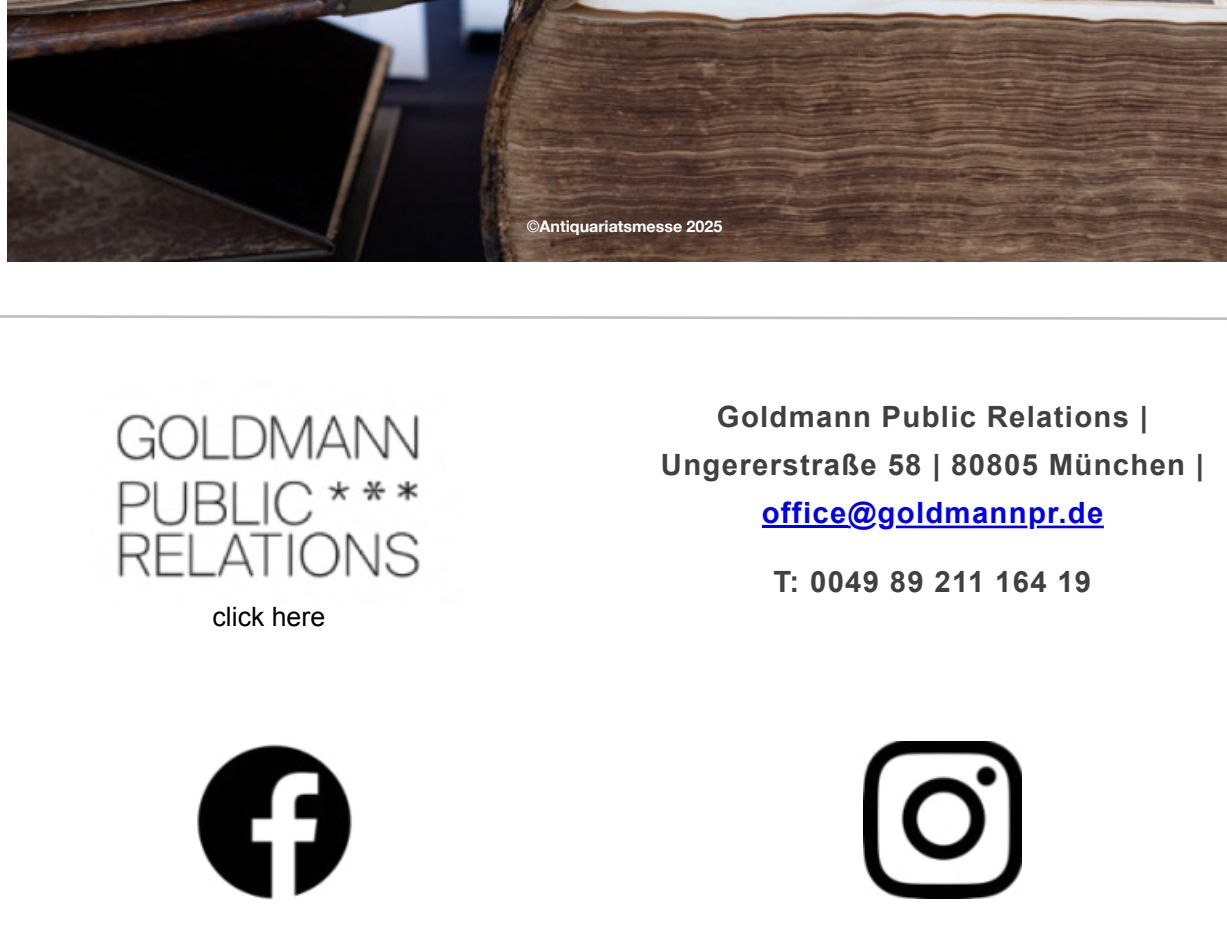 ©Antiquariatsmesse 2025
GOLDMANN
PUBLIC ***
RELATIONS
click here
Goldmann Public Relations |
Ungererstraße 58 | 80805 München |
office@goldmannpr.de
T: 0049 89 211 164 19